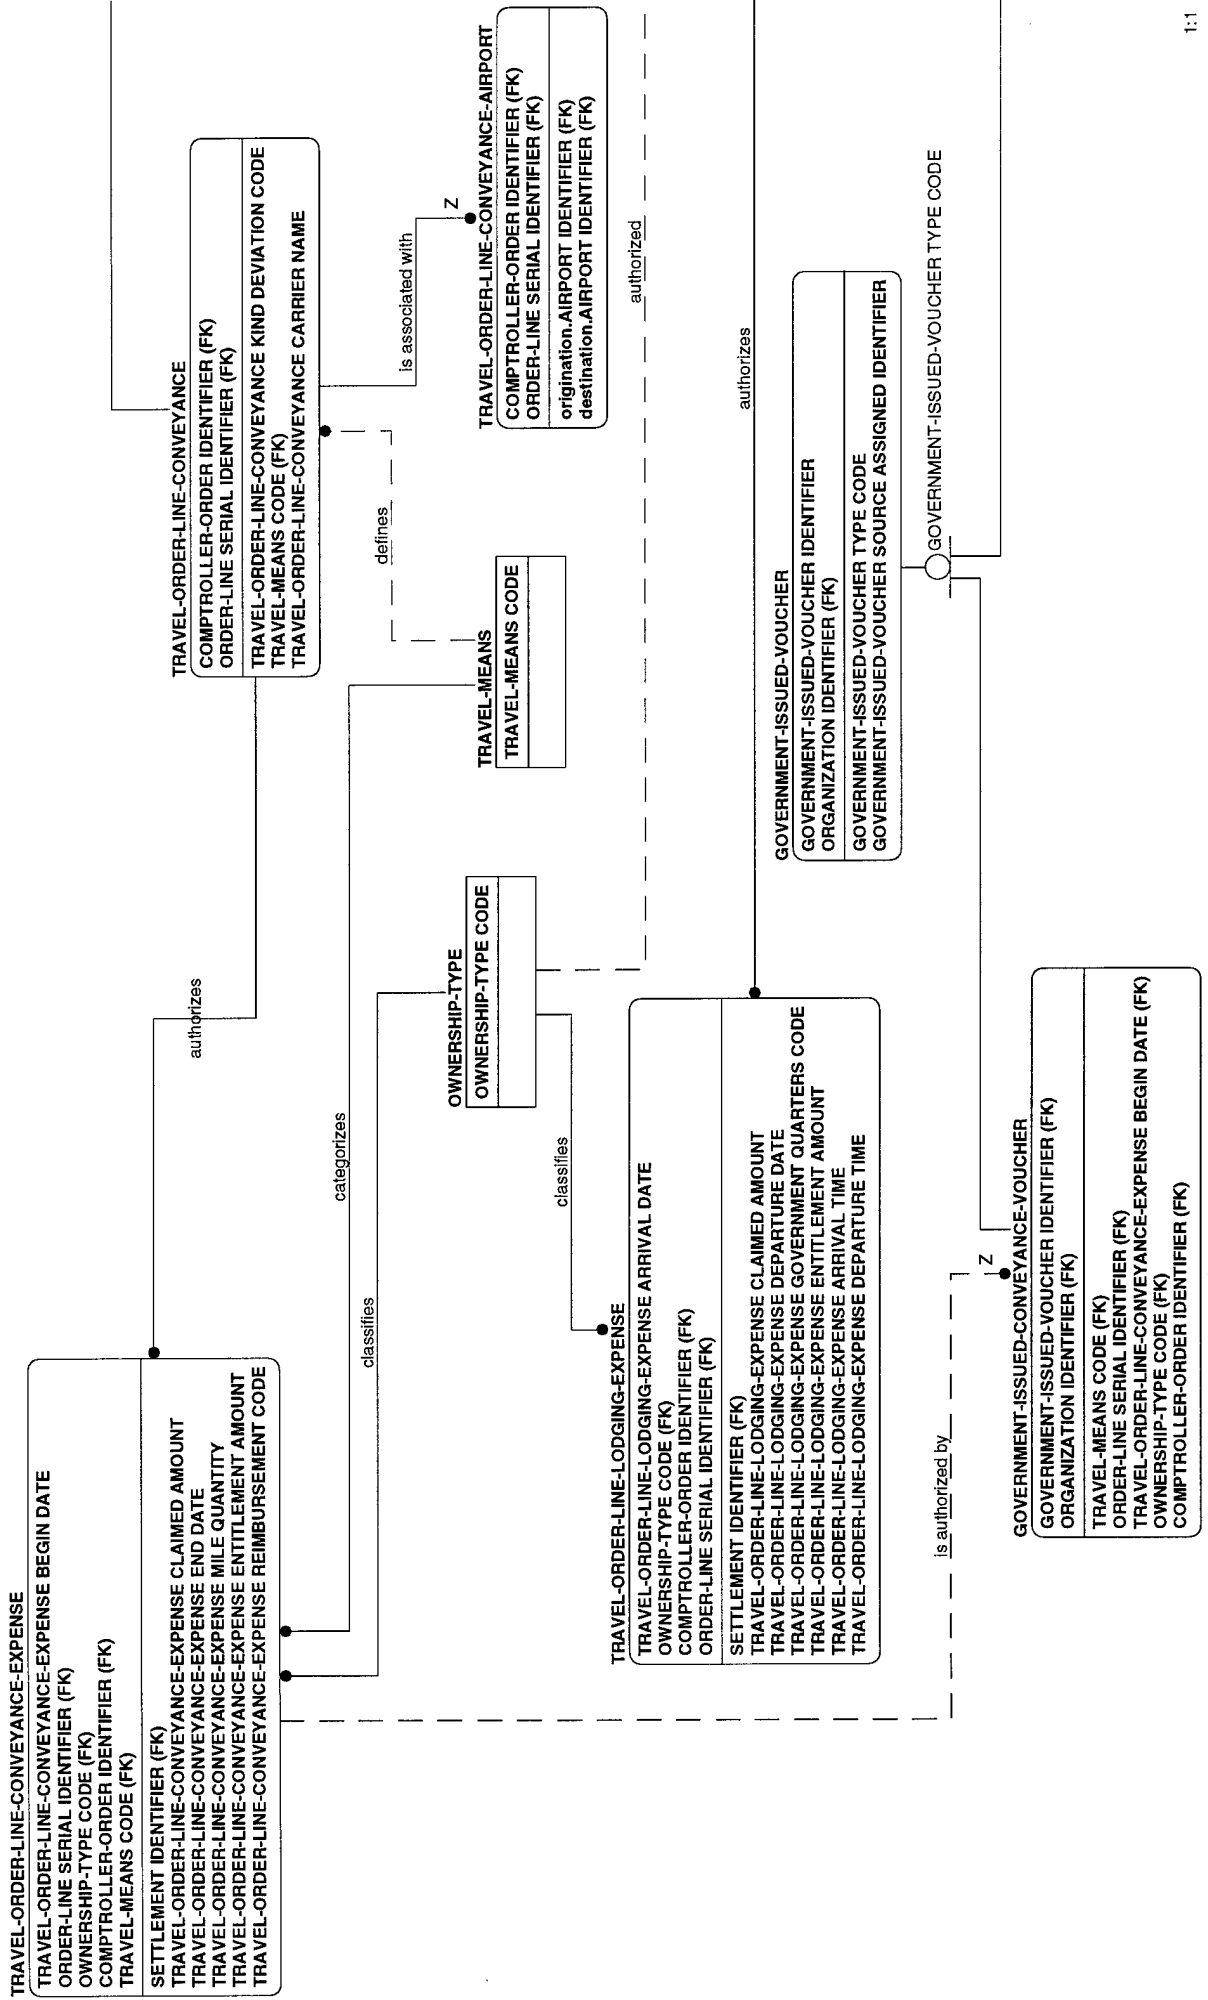 TRAVEL-ORDER-LINE-CONVEYANCE-EXPENSE
TRAVEL-ORDER-LINE-CONVEYANCE-EXPENSE BEGIN DATE
ORDER-LINE SERIAL IDENTIFIER (FK)
OWNERSHIP-TYPE CODE (FK)
COMPTROLLER-ORDER IDENTIFIER (FK)
TRAVEL-MEANS CODE (FK)
SETTLEMENT IDENTIFIER (FK)
TRAVEL-ORDER-LINE-CONVEYANCE-EXPENSE CLAIMED AMOUNT
TRAVEL-ORDER-LINE-CONVEYANCE-EXPENSE END DATE
TRAVEL-ORDER-LINE-CONVEYANCE-EXPENSE MILE QUANTITY
TRAVEL-ORDER-LINE-CONVEYANCE-EXPENSE ENTITLEMENT AMOUNT
TRAVEL-ORDER-LINE-CONVEYANCE-EXPENSE REIMBURSEMENT CODE
authorizes
TRAVEL-ORDER-LINE-CONVEYANCE
COMPTROLLER-ORDER IDENTIFIER (FK)
ORDER-LINE SERIAL IDENTIFIER (FK)
TRAVEL-ORDER-LINE-CONVEYANCE KIND DEVIATION CODE
TRAVEL-MEANS CODE (FK)
TRAVEL-ORDER-LINE-CONVEYANCE CARRIER NAME
categorizes
classifies
defines
is associated with
Z
OWNERSHIP-TYPE
OWNERSHIP-TYPE CODE
TRAVEL-MEANS
TRAVEL-MEANS CODE
TRAVEL-ORDER-LINE-CONVEYANCE-AIRPORT
COMPTROLLER-ORDER IDENTIFIER (FK)
ORDER-LINE SERIAL IDENTIFIER (FK)
origination.AIRPORT IDENTIFIER (FK)
destination.AIRPORT IDENTIFIER (FK)
classifies
authorized
TRAVEL-ORDER-LINE-LODGING-EXPENSE
TRAVEL-ORDER-LINE-LODGING-EXPENSE ARRIVAL DATE
OWNERSHIP-TYPE CODE (FK)
COMPTROLLER-ORDER IDENTIFIER (FK)
ORDER-LINE SERIAL IDENTIFIER (FK)
SETTLEMENT IDENTIFIER (FK)
TRAVEL-ORDER-LINE-LODGING-EXPENSE CLAIMED AMOUNT
TRAVEL-ORDER-LINE-LODGING-EXPENSE DEPARTURE DATE
TRAVEL-ORDER-LINE-LODGING-EXPENSE GOVERNMENT QUARTERS CODE
TRAVEL-ORDER-LINE-LODGING-EXPENSE ENTITLEMENT AMOUNT
TRAVEL-ORDER-LINE-LODGING-EXPENSE ARRIVAL TIME
TRAVEL-ORDER-LINE-LODGING-EXPENSE DEPARTURE TIME
authorizes
GOVERNMENT-ISSUED-VOUCHER
GOVERNMENT-ISSUED-VOUCHER IDENTIFIER
ORGANIZATION IDENTIFIER (FK)
GOVERNMENT-ISSUED-VOUCHER TYPE CODE
GOVERNMENT-ISSUED-VOUCHER SOURCE ASSIGNED IDENTIFIER
GOVERNMENT-ISSUED-VOUCHER TYPE CODE
is authorized by
Z
GOVERNMENT-ISSUED-CONVEYANCE-VOUCHER
GOVERNMENT-ISSUED-VOUCHER IDENTIFIER (FK)
ORGANIZATION IDENTIFIER (FK)
TRAVEL-MEANS CODE (FK)
ORDER-LINE SERIAL IDENTIFIER (FK)
TRAVEL-ORDER-LINE-CONVEYANCE-EXPENSE BEGIN DATE (FK)
OWNERSHIP-TYPE CODE (FK)
COMPTROLLER-ORDER IDENTIFIER (FK)
1:1